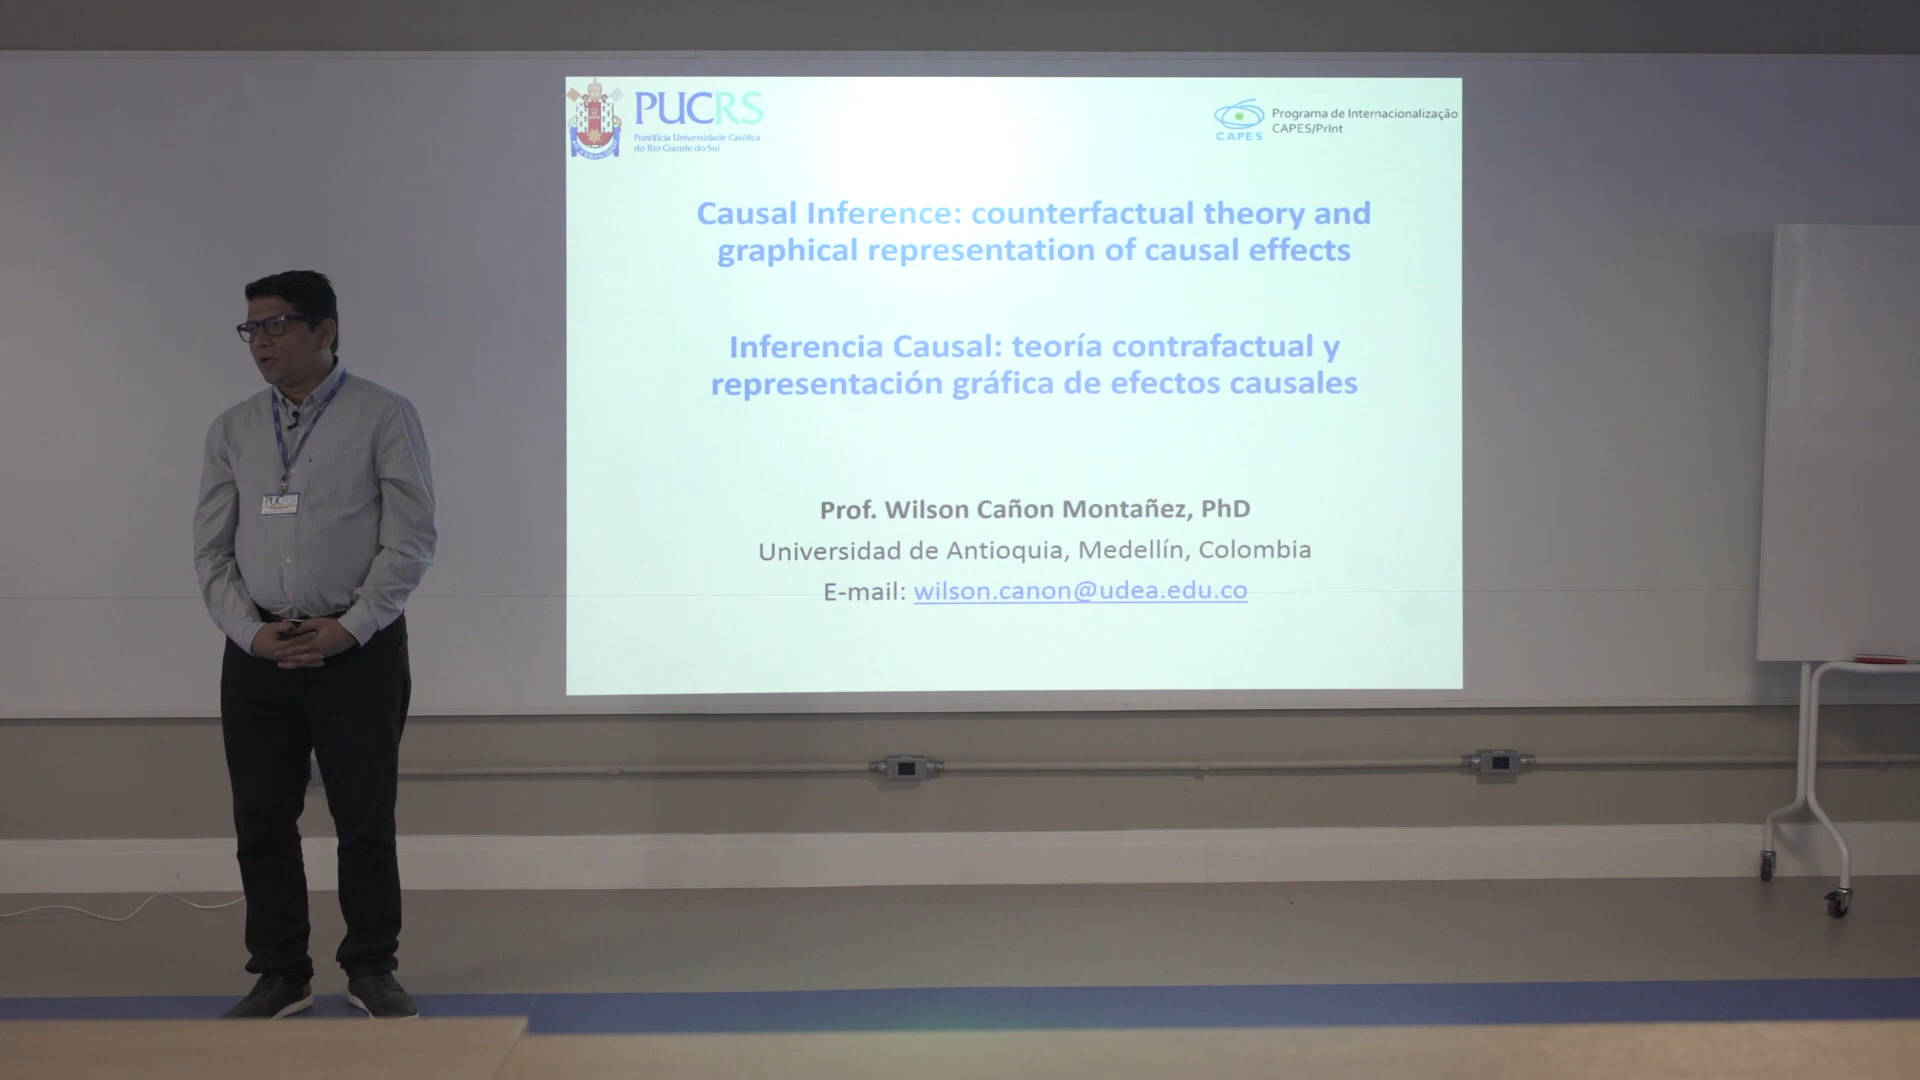 PUCRS
Pontifícia Universidade Católica
do Rio Grande do Sul
CAPES
Programa de Internacionalização
CAPES/PrInt
Causal Inference: counterfactual theory and
graphical representation of causal effects
Inferencia Causal: teoría contrafactual y
representación gráfica de efectos causales
Prof. Wilson Cañon Montañez, PhD
Universidad de Antioquia, Medellín, Colombia
E-mail: wilson.canon@udea.edu.co
PUCRS